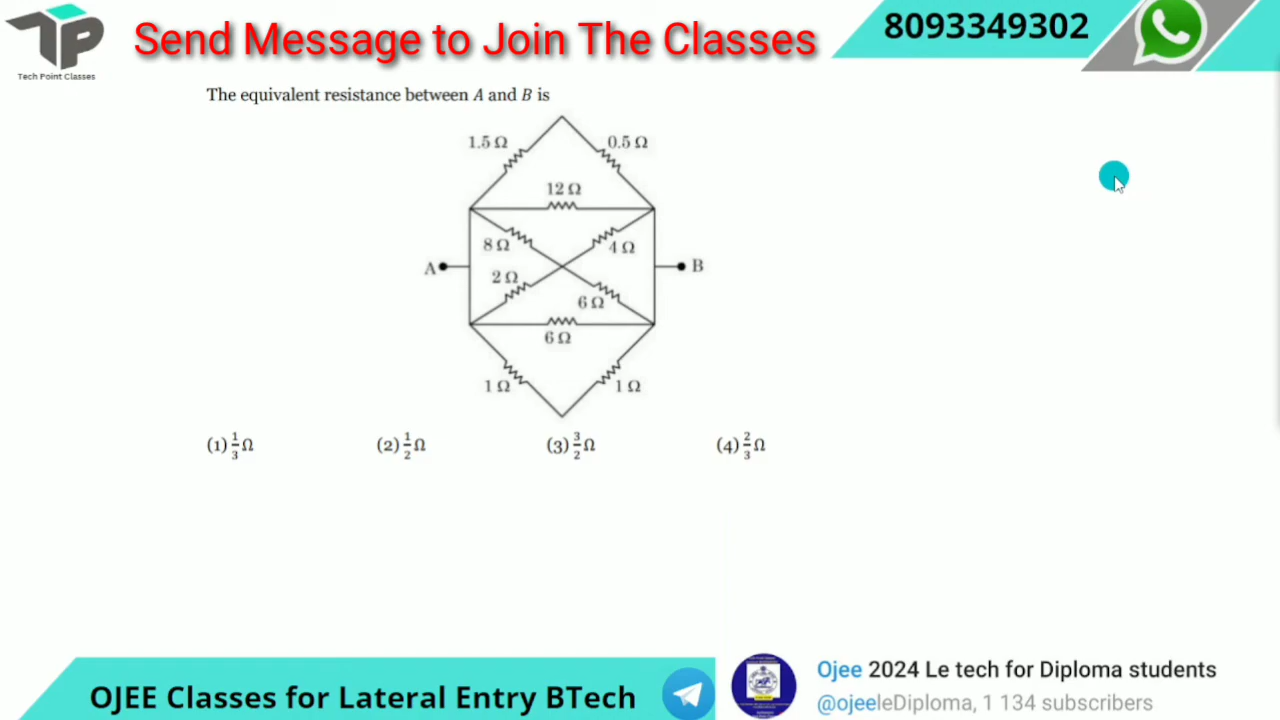 Tech Point Classes
Send Message to Join The Classes
8093349302
The equivalent resistance between A and B is
1.5 Ω
0.5 Ω
12 Ω
8 Ω
4 Ω
A
B
2 Ω
6 Ω
6 Ω
1 Ω
1 Ω
(1) 1/3 Ω (2) 1/2 Ω (3) 3/2 Ω (4) 2/3 Ω
OJEE Classes for Lateral Entry BTech
Ojee 2024 Le tech for Diploma students
@ojeeleDiploma, 1 134 subscribers